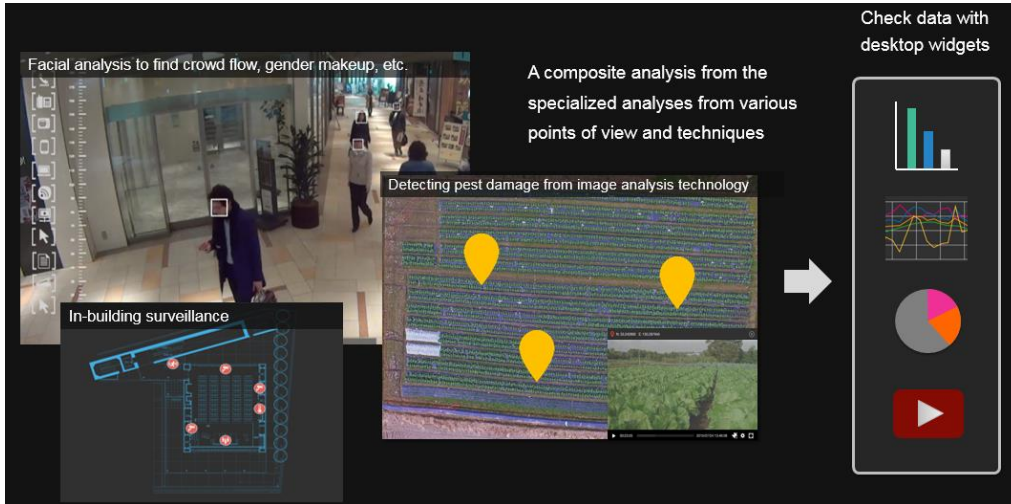 Check data with
desktop widgets
Facial analysis to find crowd flow, gender makeup, etc.
A composite analysis from the
specialized analyses from various
points of view and techniques
Detecting pest damage from image analysis technology
In-building surveillance